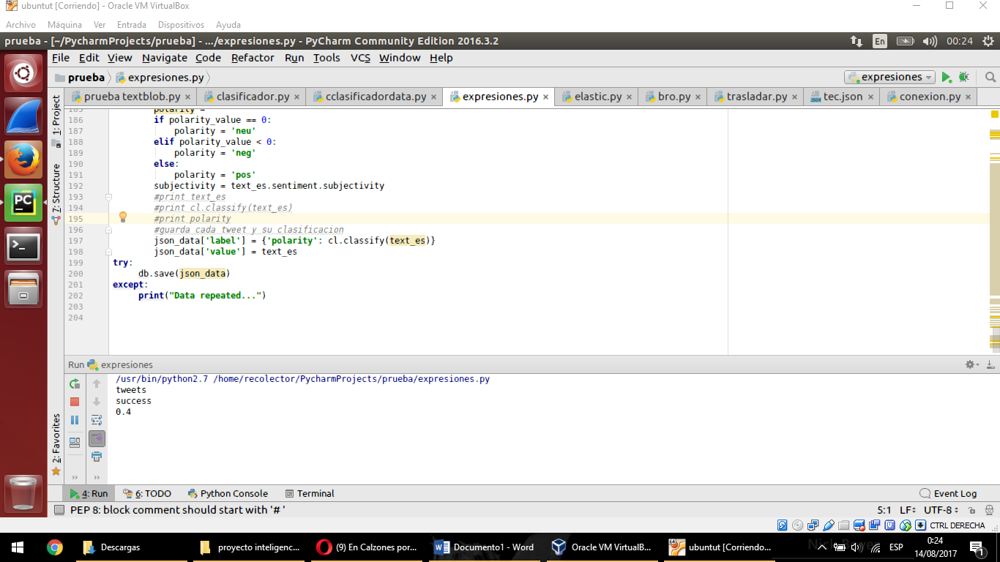 ubuntut [Corriendo] - Oracle VM VirtualBox
Archivo Máquina Ver Entrada Dispositivos Ayuda
prueba - [~/PycharmProjects/prueba] - .../expresiones.py - PyCharm Community Edition 2016.3.2
En 00:24
File Edit View Navigate Code Refactor Run Tools VCS Window Help
prueba expresiones.py expresiones
prueba textblob.py clasificador.py cclasificadordata.py expresiones.py elastic.py bro.py trasladar.py tec.json conexion.py
1: Project
7: Structure
2: Favorites
185 polarity =
186 if polarity_value == 0:
187 polarity = 'neu'
188 elif polarity_value < 0:
189 polarity = 'neg'
190 else:
191 polarity = 'pos'
192 subjectivity = text_es.sentiment.subjectivity
193 #print text_es
194 #print cl.classify(text_es)
195 #print polarity
196 #guarda cada tweet y su clasificacion
197 json_data['label'] = {'polarity': cl.classify(text_es)}
198 json_data['value'] = text_es
199 try:
200 db.save(json_data)
201 except:
202 print("Data repeated...")
203
204
Run expresiones
/usr/bin/python2.7 /home/recolector/PycharmProjects/prueba/expresiones.py
tweets
success
0.4
4: Run 6: TODO Python Console Terminal Event Log
PEP 8: block comment should start with '# ' 5:1 LF UTF-8
CTRL DERECHA
Descargas proyecto inteligenc... (9) En Calzones por... Documento1 - Word Oracle VM VirtualB... ubuntut [Corriendo... ESP 0:24
14/08/2017
1